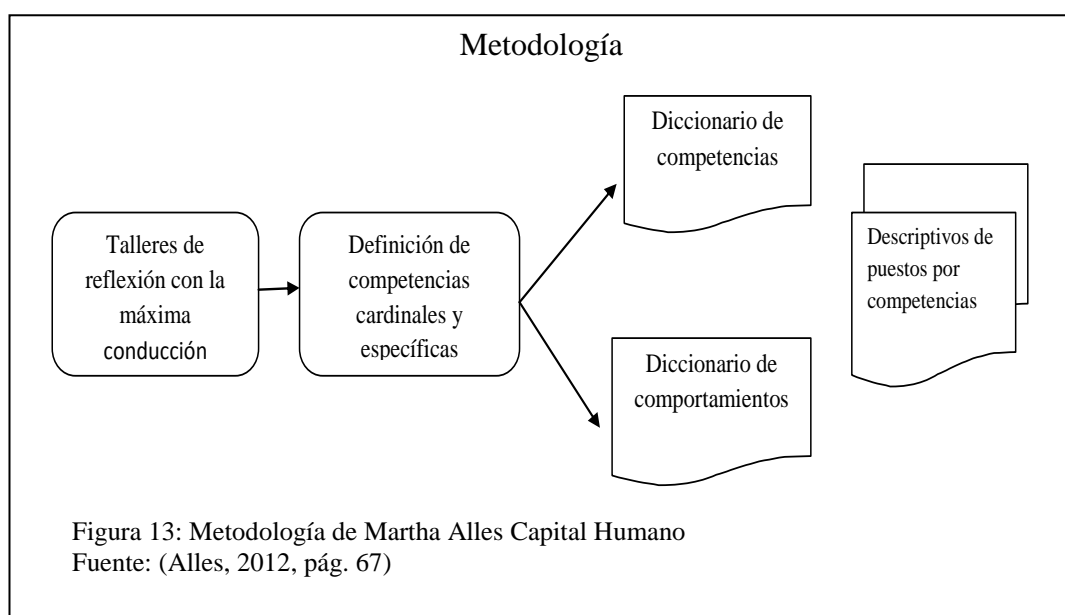 Metodología
Talleres de
reflexión con la
máxima
conducción
Definición de
competencias
cardinales y
específicas
Diccionario de
competencias
Diccionario de
comportamientos
Descriptivos de
puestos por
competencias
Figura 13: Metodología de Martha Alles Capital Humano
Fuente: (Alles, 2012, pág. 67)